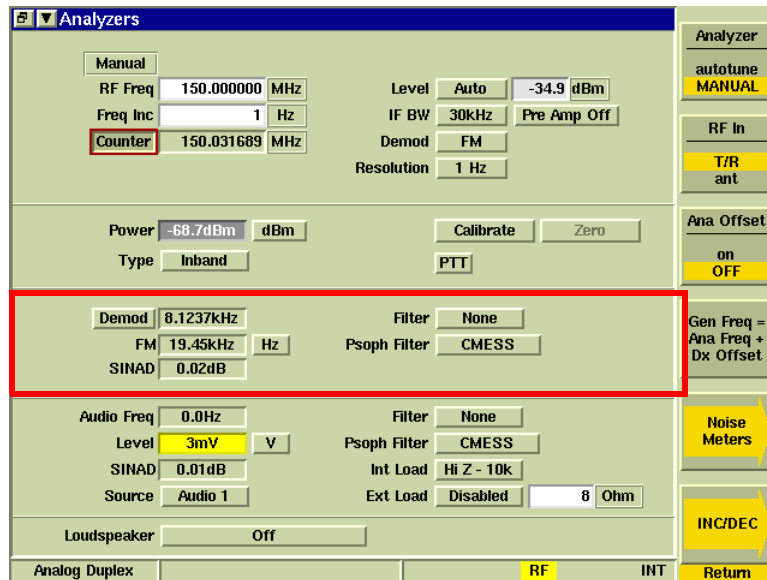 Analyzers
Manual
RF Freq 150.000000 MHz Level Auto -34.9 dBm
Freq Inc 1 Hz IF BW 30kHz Pre Amp Off
Counter 150.031689 MHz Demod FM
Resolution 1 Hz
Power -68.7dBm dBm Calibrate Zero
Type Inband PTT
Demod 8.1237kHz Filter None
FM 19.45kHz Hz Psoph Filter CMESS
SINAD 0.02dB
Audio Freq 0.0Hz Filter None
Level 3mV V Psoph Filter CMESS
SINAD 0.01dB Int Load Hi Z - 10k
Source Audio 1 Ext Load Disabled 8 Ohm
Loudspeaker Off
Analog Duplex RF INT
Analyzer
autotune
MANUAL
RF In
T/R
ant
Ana Offset
on
OFF
Gen Freq =
Ana Freq +
Dx Offset
Noise
Meters
INC/DEC
Return